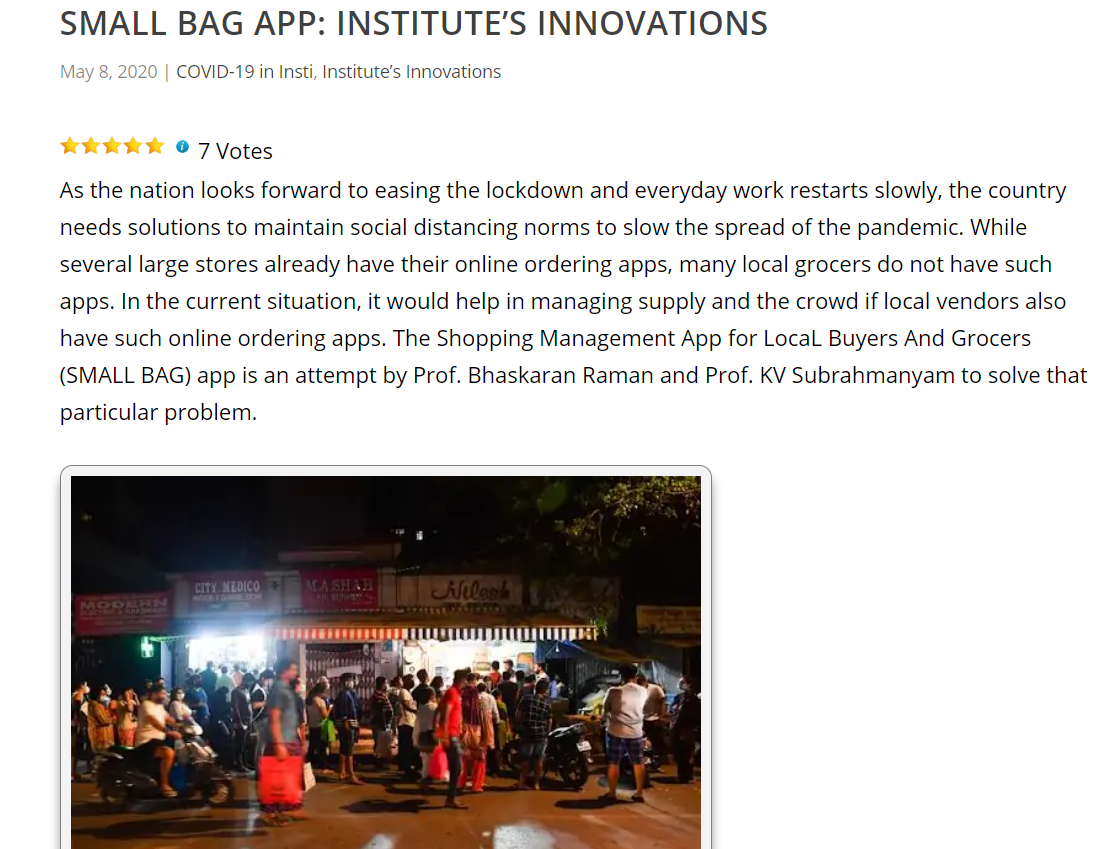 SMALL BAG APP: INSTITUTE’S INNOVATIONS
May 8, 2020 | COVID-19 in Insti, Institute’s Innovations
7 Votes
As the nation looks forward to easing the lockdown and everyday work restarts slowly, the country
needs solutions to maintain social distancing norms to slow the spread of the pandemic. While
several large stores already have their online ordering apps, many local grocers do not have such
apps. In the current situation, it would help in managing supply and the crowd if local vendors also
have such online ordering apps. The Shopping Management App for LocaL Buyers And Grocers
(SMALL BAG) app is an attempt by Prof. Bhaskaran Raman and Prof. KV Subrahmanyam to solve that
particular problem.
CITY MEDICO
MODERN
M.A SHAH
Nilesh